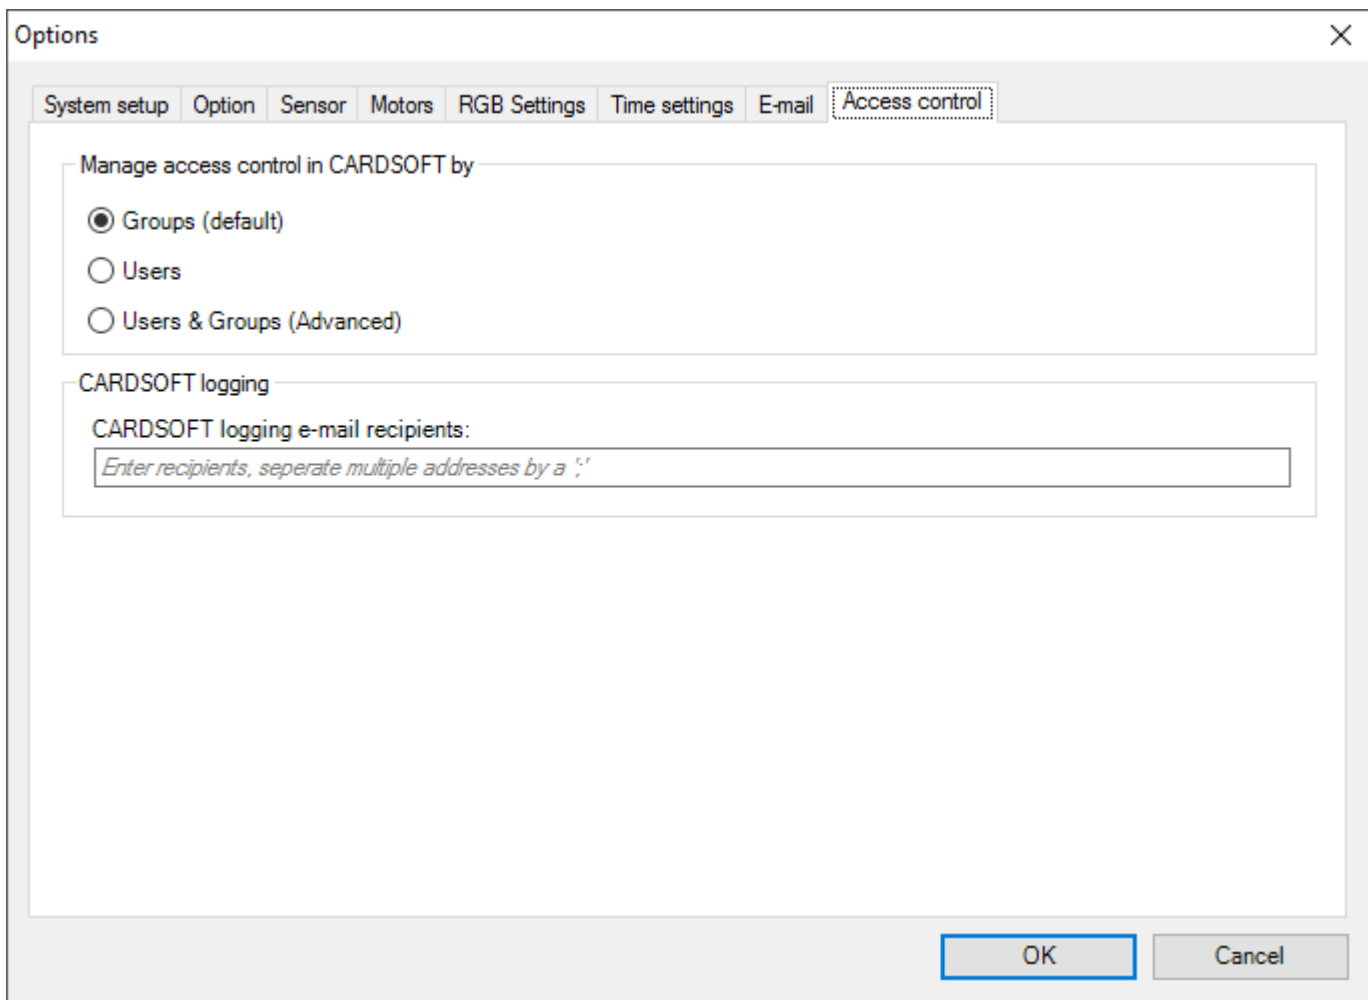 Options
System setup Option Sensor Motors RGB Settings Time settings E-mail Access control
Manage access control in CARDSOFT by
Groups (default)
Users
Users & Groups (Advanced)
CARDSOFT logging
CARDSOFT logging e-mail recipients:
Enter recipients, seperate multiple addresses by a ';'
OK Cancel